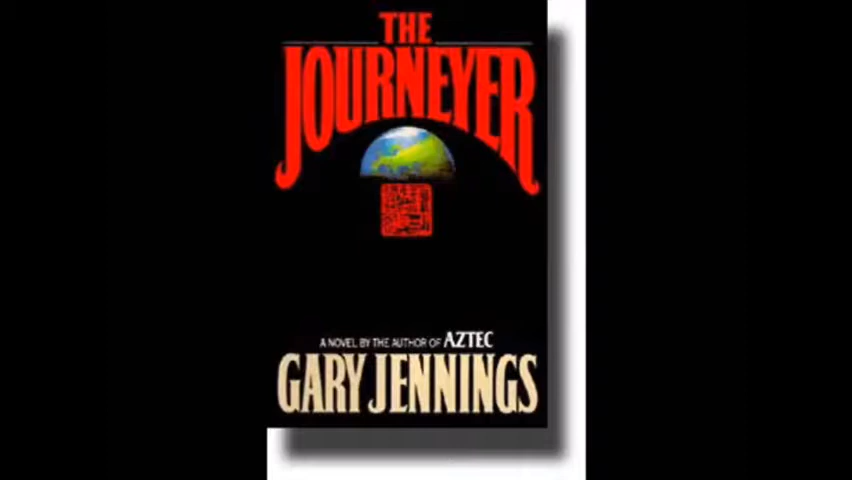 THE
JOURNEYER
A NOVEL BY THE AUTHOR OF AZTEC
GARY JENNINGS